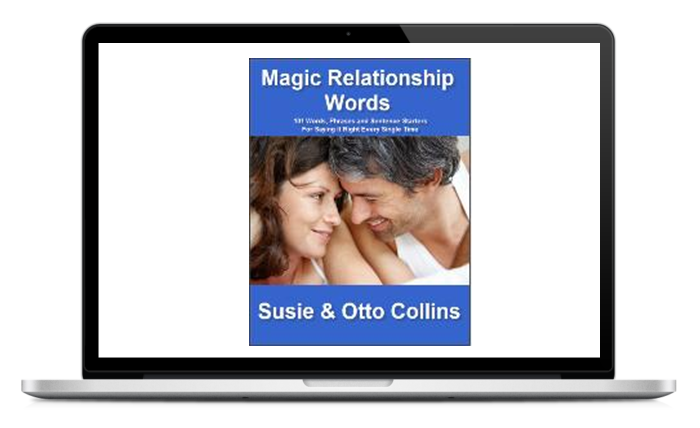 Magic Relationship
Words
101 Words, Phrases and Sentence Starters
For Saying It Right Every Single Time
Susie & Otto Collins